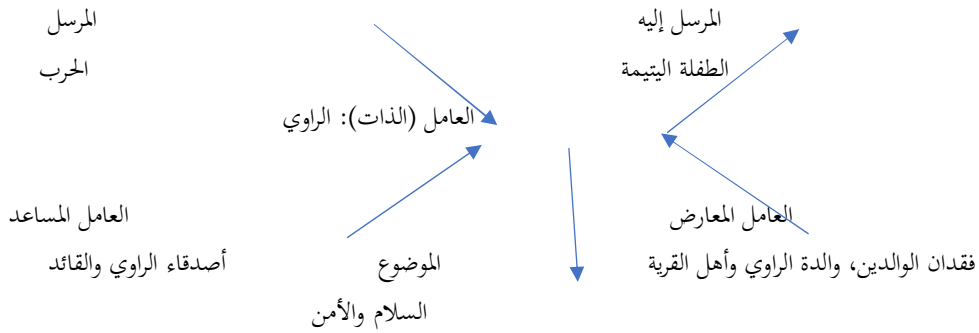 المرسل إليه
المرسل
الطفلة اليتيمة
الحرب
العامل (الذات): الراوي
العامل المعارض
العامل المساعد
فقدان الوالدين، والدة الراوي وأهل القرية
الموضوع
أصدقاء الراوي والقائد
السلام والأمن